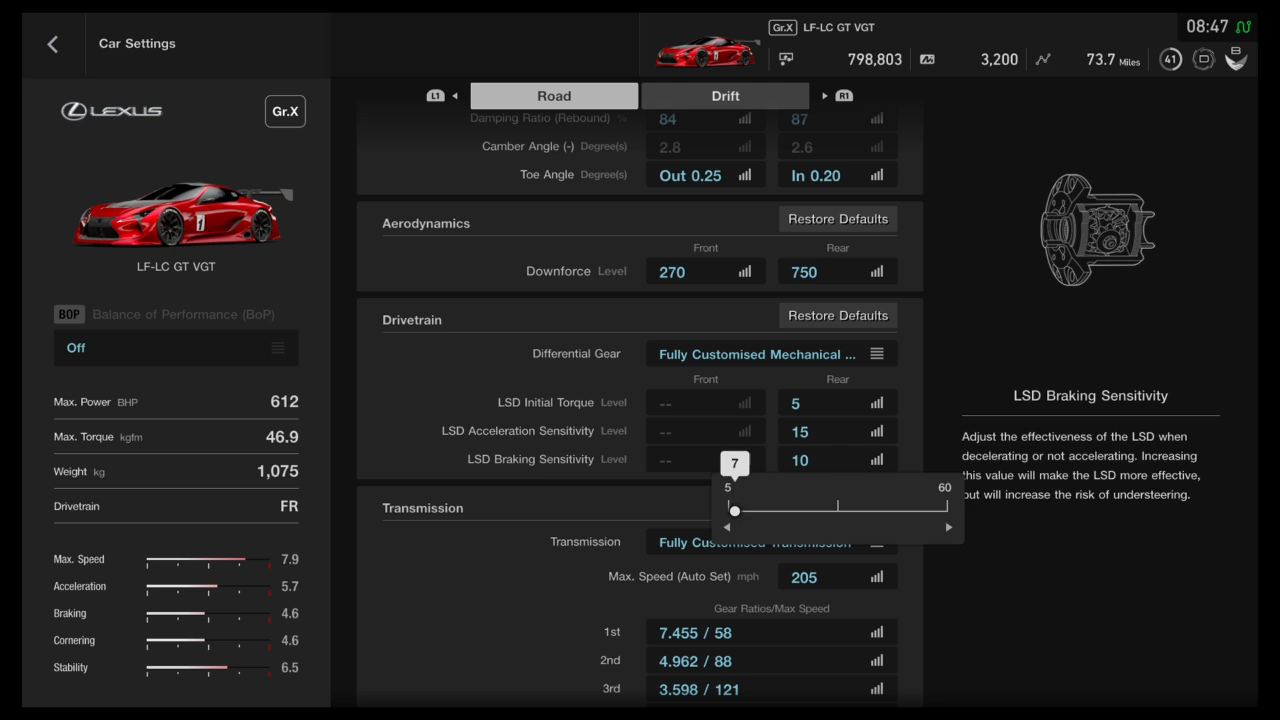 Car Settings
Gr.X LF-LC GT VGT
08:47
798,803
3,200
73.7 Miles
41
B
LEXUS
Gr.X
1
LF-LC GT VGT
BOP Balance of Performance (BoP)
Off
Max. Power BHP 612
Max. Torque kgfm 46.9
Weight kg 1,075
Drivetrain FR
Max. Speed 7.9
Acceleration 5.7
Braking 4.6
Cornering 4.6
Stability 6.5
L1 Road Drift R1
Damping Ratio (Rebound) % 84 87
Camber Angle (-) Degree(s) 2.8 2.6
Toe Angle Degree(s) Out 0.25 In 0.20
Aerodynamics Restore Defaults
Front Rear
Downforce Level 270 750
Drivetrain Restore Defaults
Differential Gear Fully Customised Mechanical ...
Front Rear
LSD Initial Torque Level -- 5
LSD Acceleration Sensitivity Level -- 15
LSD Braking Sensitivity Level -- 10
7
5 60
Transmission
Transmission Fully Customised Transmission
Max. Speed (Auto Set) mph 205
Gear Ratios/Max Speed
1st 7.455 / 58
2nd 4.962 / 88
3rd 3.598 / 121
LSD Braking Sensitivity
Adjust the effectiveness of the LSD when
decelerating or not accelerating. Increasing
this value will make the LSD more effective,
but will increase the risk of understeering.